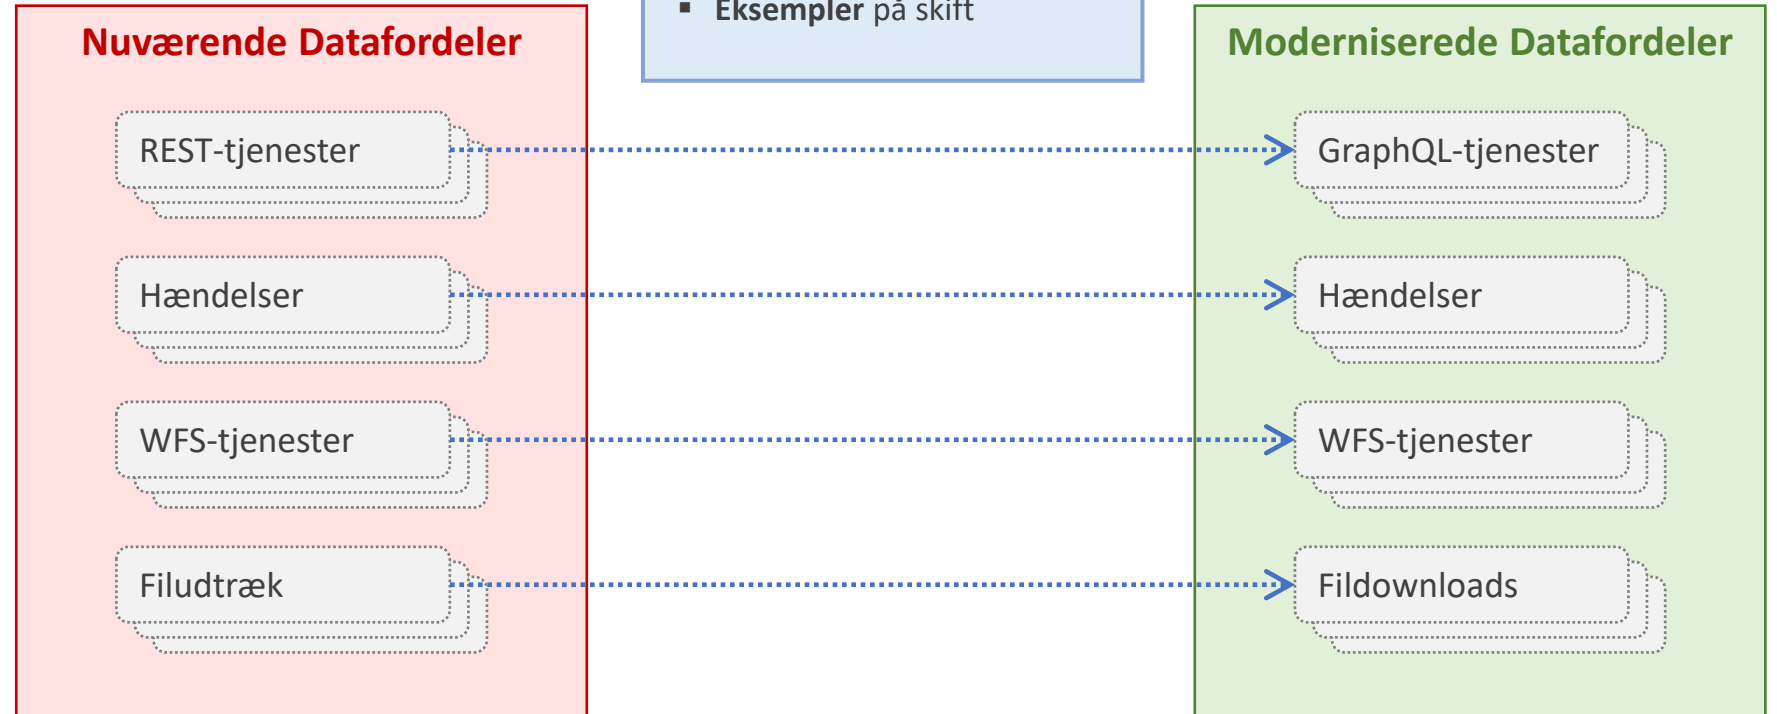 ▪ Eksempler på skift
Nuværende Datafordeler
Moderniserede Datafordeler
REST-tjenester
GraphQL-tjenester
Hændelser
Hændelser
WFS-tjenester
WFS-tjenester
Filudtræk
Fildownloads